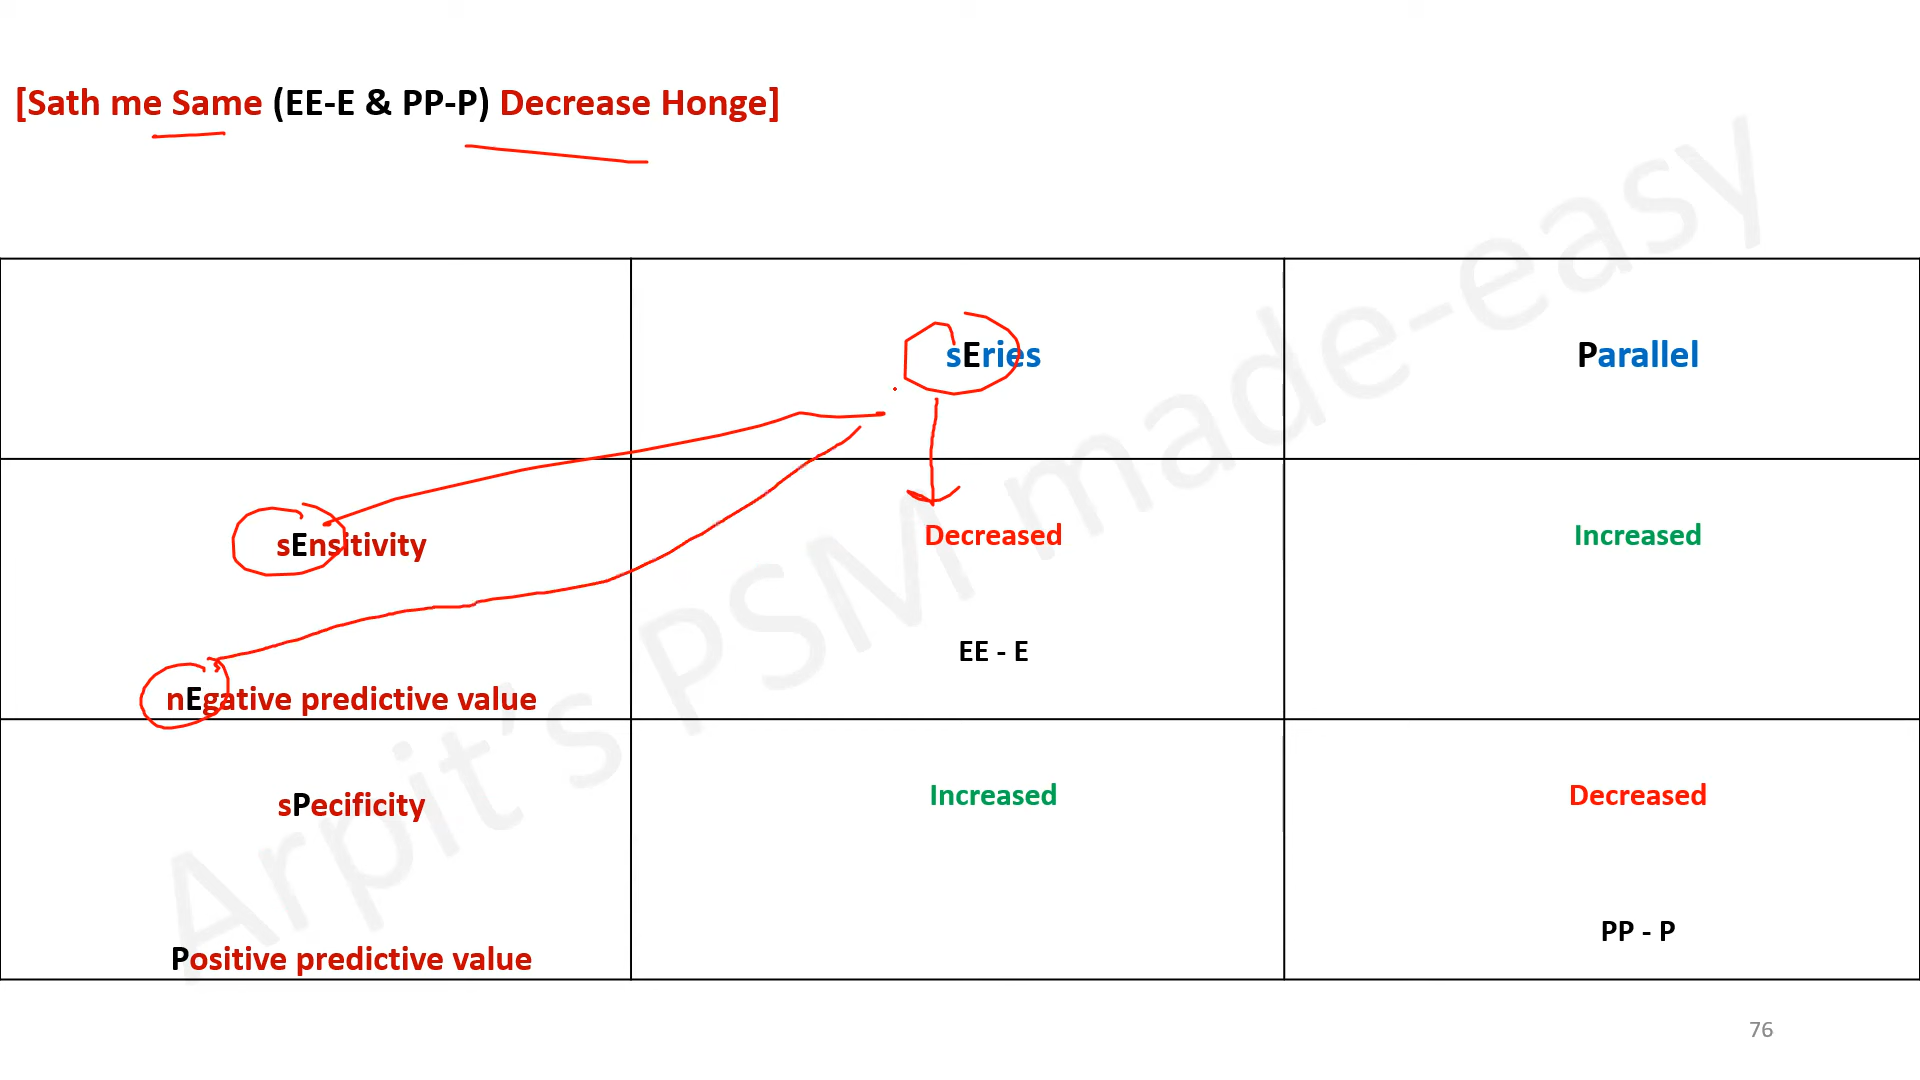 [Sath me Same (EE-E & PP-P) Decrease Honge]
sEries
Parallel
sEnsitivity
Decreased
Increased
EE - E
nEgative predictive value
sPecificity
Increased
Decreased
PP - P
Positive predictive value
Arpit's PSM made-easy
76